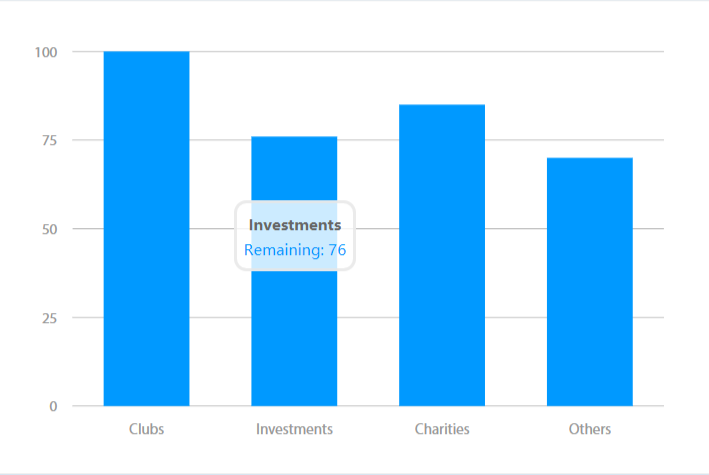 100
75
50
25
0
Investments
Remaining: 76
Clubs
Investments
Charities
Others